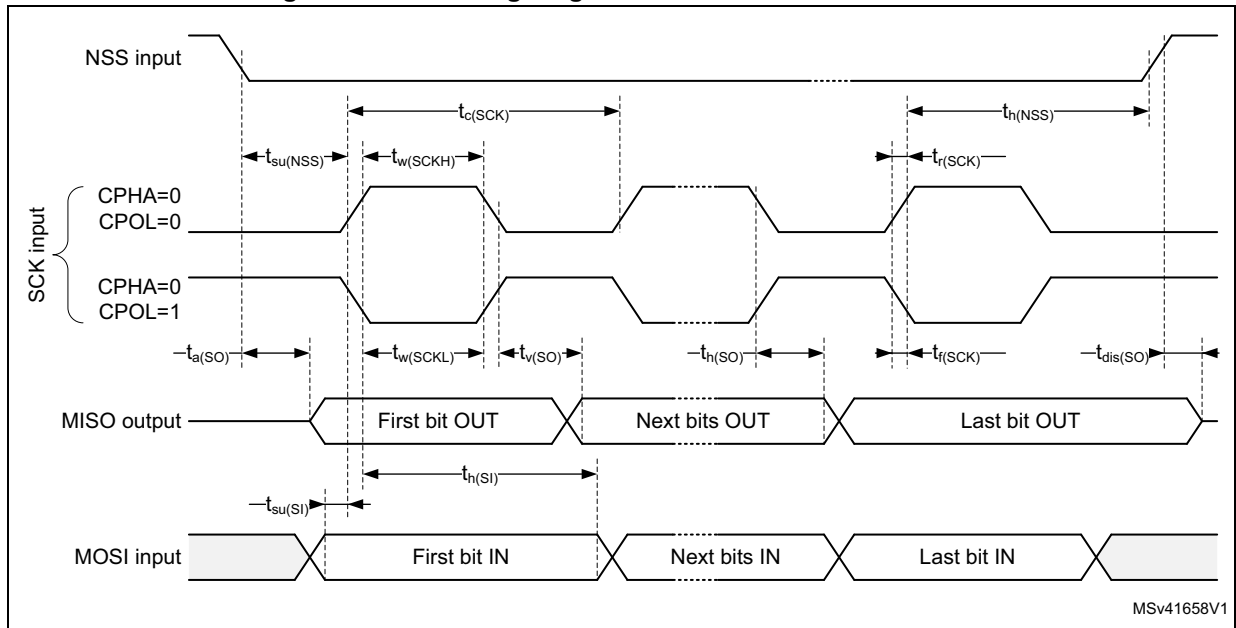 NSS input
tc(SCK)
th(NSS)
tsu(NSS)
tw(SCKH)
tr(SCK)
SCK input
CPHA=0
CPOL=0
CPHA=0
CPOL=1
ta(SO)
tw(SCKL)
tv(SO)
th(SO)
tf(SCK)
tdis(SO)
MISO output
First bit OUT
Next bits OUT
Last bit OUT
th(SI)
tsu(SI)
MOSI input
First bit IN
Next bits IN
Last bit IN
MSv41658V1